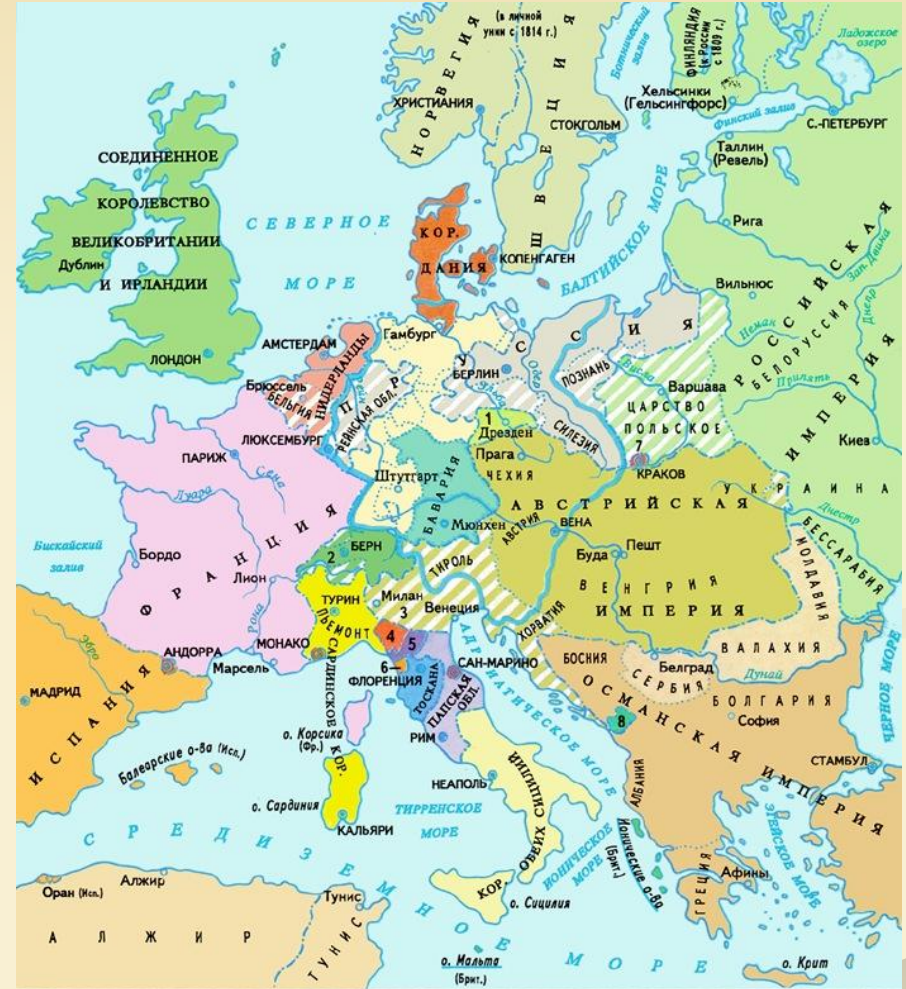 (в личной
унии с 1814 г.)
НОРВЕГИЯ
ШВЕЦИЯ
Ботнический
залив
ФИНЛЯНДИЯ
(к России
с 1809 г.)
Ладожское
озеро
ХРИСТИАНИЯ
СТОКГОЛЬМ
Хельсинки
(Гельсингфорс)
Финский залив
С.-ПЕТЕРБУРГ
Таллин
(Ревель)
СОЕДИНЕННОЕ
КОРОЛЕВСТВО
ВЕЛИКОБРИТАНИИ
И ИРЛАНДИИ
Дублин
ЛОНДОН
СЕВЕРНОЕ
МОРЕ
КОР.
ДАНИЯ
КОПЕНГАГЕН
БАЛТИЙСКОЕ МОРЕ
Рига
Зап. Двина
Вильнюс
Днепр
РОССИЙСКАЯ
ИМПЕРИЯ
БЕЛОРУССИЯ
Неман
Припять
Киев
АМСТЕРДАМ
НИДЕРЛАНДЫ
Гамбург
ПРУССИЯ
БЕРЛИН
Эльба
Одер
ПОЗНАНЬ
Висла
Варшава
ЦАРСТВО
ПОЛЬСКОЕ
Брюссель
БЕЛЬГИЯ
Рейн
РЕЙНСКАЯ ОБЛ.
СИЛЕЗИЯ
ЛЮКСЕМБУРГ
1
Дрезден
Прага
ЧЕХИЯ
7
КРАКОВ
УКРАИНА
ПАРИЖ
Сена
Луара
ФРАНЦИЯ
Штутгарт
БАВАРИЯ
Мюнхен
АВСТРИЙСКАЯ
ИМПЕРИЯ
АВСТРИЯ
ВЕНА
Буда
Пешт
ВЕНГРИЯ
Днестр
БЕССАРАБИЯ
МОЛДАВИЯ
ВАЛАХИЯ
Бискайский
залив
Бордо
Лион
Рона
БЕРН
2
ТИРОЛЬ
ТУРИН
ПЬЕМОНТ
Милан
3
Венеция
ХОРВАТИЯ
4
5
6
ФЛОРЕНЦИЯ
ТОСКАНА
САН-МАРИНО
ПАПСКАЯ
ОБЛ.
АДРИАТИЧЕСКОЕ МОРЕ
БОСНИЯ
Белград
СЕРБИЯ
Дунай
БОЛГАРИЯ
София
8
ОСМАНСКАЯ ИМПЕРИЯ
СТАМБУЛ
ЧЕРНОЕ МОРЕ
МОНАКО
АНДОРРА
Марсель
САРДИНСКОЕ
КОР.
Эбро
МАДРИД
ИСПАНИЯ
Балеарские о-ва (Исп.)
о. Корсика
(Фр.)
РИМ
НЕАПОЛЬ
о. Сардиния
КАЛЬЯРИ
ТИРРЕНСКОЕ
МОРЕ
КОР. ОБЕИХ СИЦИЛИЙ
о. Сицилия
ИОНИЧЕСКОЕ
МОРЕ
Ионические о-ва
(Брит.)
АЛБАНИЯ
ГРЕЦИЯ
Афины
ЭГЕЙСКОЕ МОРЕ
СРЕДИЗЕМНОЕ МОРЕ
Оран (Исп.)
Алжир
АЛЖИР
Тунис
ТУНИС
о. Мальта
(Брит.)
о. Крит